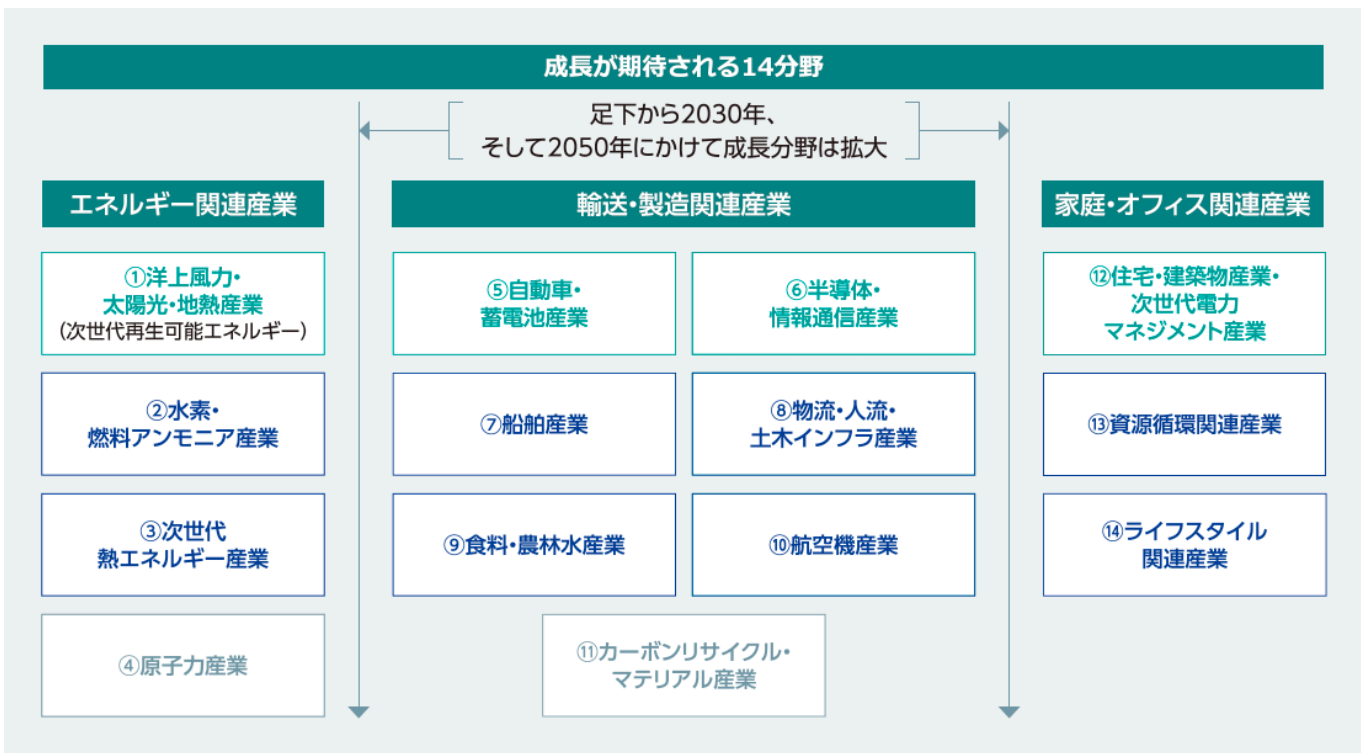 成長が期待される14分野
足下から2030年、
そして2050年にかけて成長分野は拡大
エネルギー関連産業
輸送・製造関連産業
家庭・オフィス関連産業
①洋上風力・
太陽光・地熱産業
(次世代再生可能エネルギー)
⑤自動車・
蓄電池産業
⑥半導体・
情報通信産業
⑫住宅・建築物産業・
次世代電力
マネジメント産業
②水素・
燃料アンモニア産業
⑦船舶産業
⑧物流・人流・
土木インフラ産業
⑬資源循環関連産業
③次世代
熱エネルギー産業
⑨食料・農林水産業
⑩航空機産業
⑭ライフスタイル
関連産業
④原子力産業
⑪カーボンリサイクル・
マテリアル産業